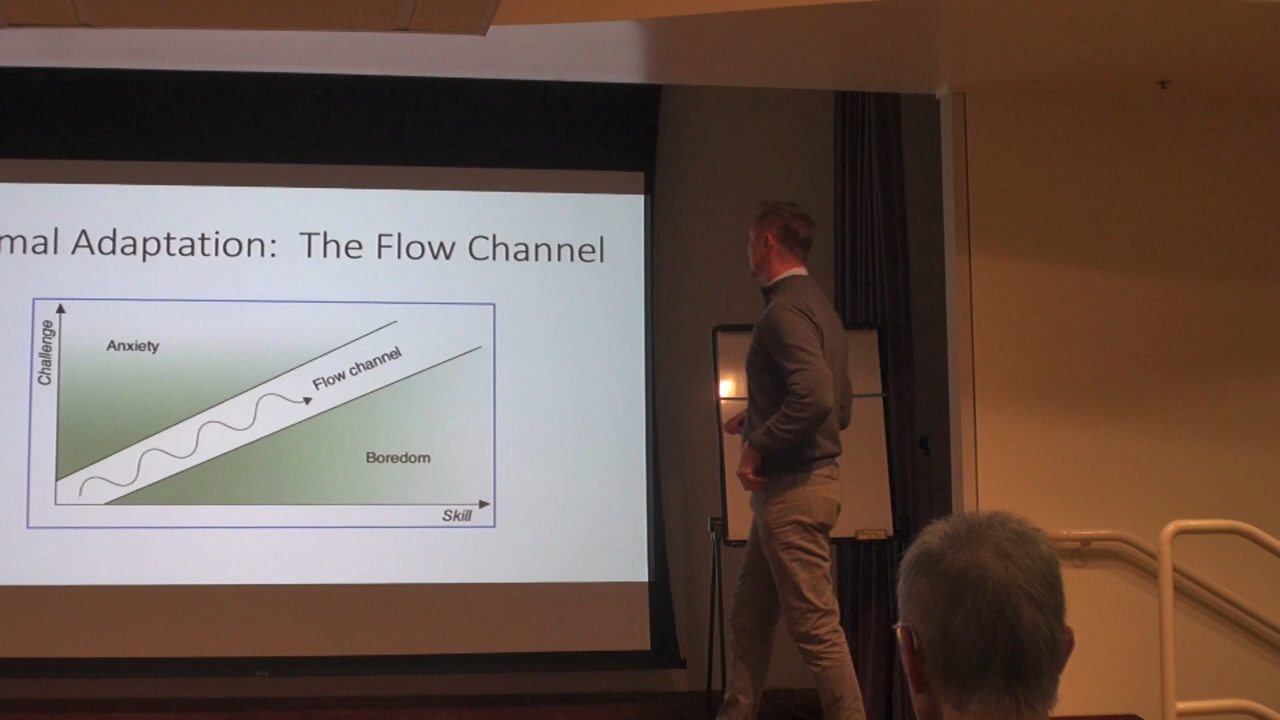 mal Adaptation: The Flow Channel
Challenge
Anxiety
Flow channel
Boredom
Skill